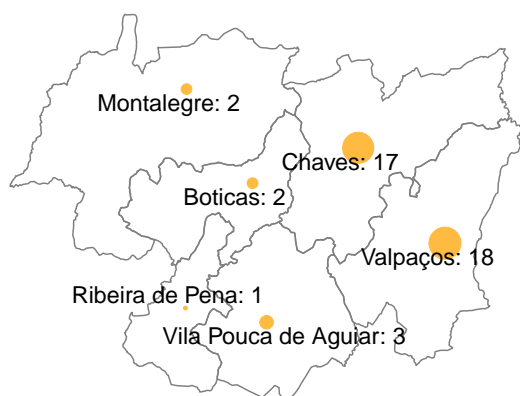 Montalegre: 2
Chaves: 17
Boticas: 2
Valpaços: 18
Ribeira de Pena: 1
Vila Pouca de Aguiar: 3